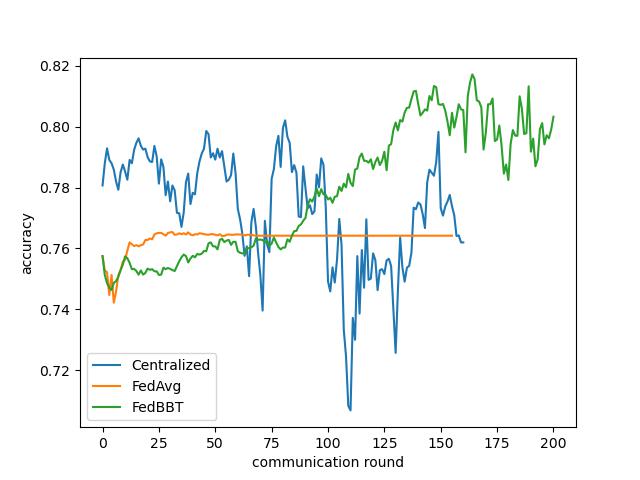 0.82
0.80
0.78
0.76
0.74
0.72
accuracy
Centralized
FedAvg
FedBBT
0 25 50 75 100 125 150 175 200
communication round